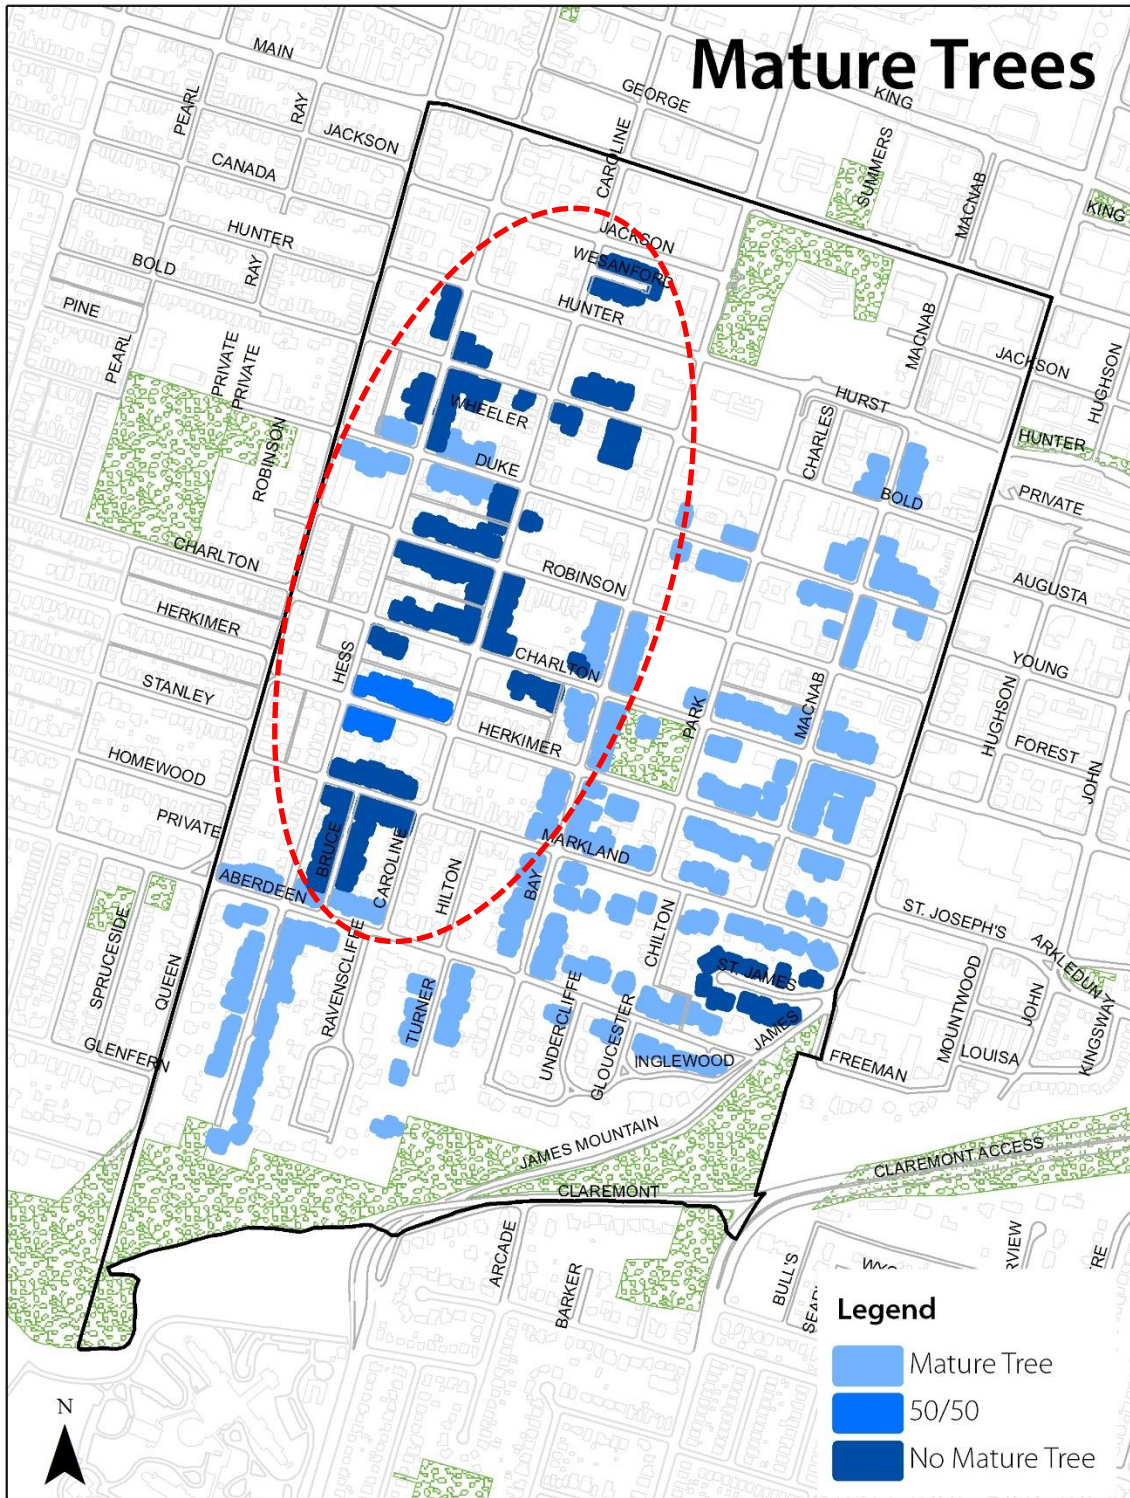 Mature Trees
MAIN
PEARL
RAY
JACKSON
CANADA
GEORGE
KING
CAROLINE
SUMMERS
MACNAB
KING
HUNTER
BOLD
RAY
PINE
PEARL
PRIVATE
PRIVATE
JACKSON
WESANFORD
HUNTER
MACNAB
JACKSON
HUGHSON
HURST
WHEELER
CHARLES
HUNTER
ROBINSON
DUKE
BOLD
PRIVATE
CHARLTON
ROBINSON
AUGUSTA
HERKIMER
HESS
CHARLTON
YOUNG
STANLEY
PARK
MACNAB
HUGHSON
HERKIMER
FOREST
HOMEWOOD
JOHN
PRIVATE
BRUCE
MARKLAND
CAROLINE
ABERDEEN
HILTON
BAY
ST. JOSEPH'S
SPRUCESIDE
QUEEN
RAVENSCLIFFE
CHILTON
ARKLEDUN
ST. JAMES
MOUNTWOOD
JOHN
TURNER
UNDERCLIFFE
GLOUCESTER
JAMES
KINGSWAY
GLENFERN
INGLEWOOD
LOUISA
FREEMAN
JAMES MOUNTAIN
CLAREMONT ACCESS
CLAREMONT
ARCADE
BARKER
BULL'S
Legend
Mature Tree
50/50
No Mature Tree
N